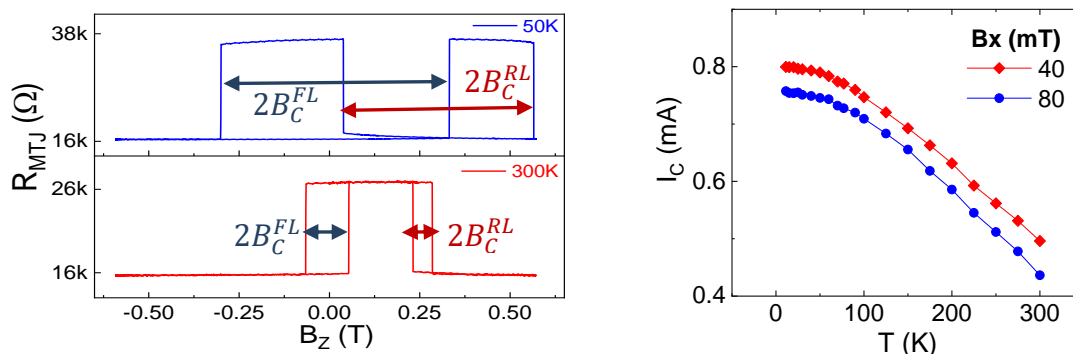 38k
16k
50K
2B_C^{FL}
2B_C^{RL}
26k
16k
300K
2B_C^{FL}
2B_C^{RL}
R_{MTJ} (Ω)
-0.50 -0.25 0.00 0.25 0.50
B_Z (T)
0.8
0.6
0.4
I_C (mA)
Bx (mT)
40
80
0 100 200 300
T (K)